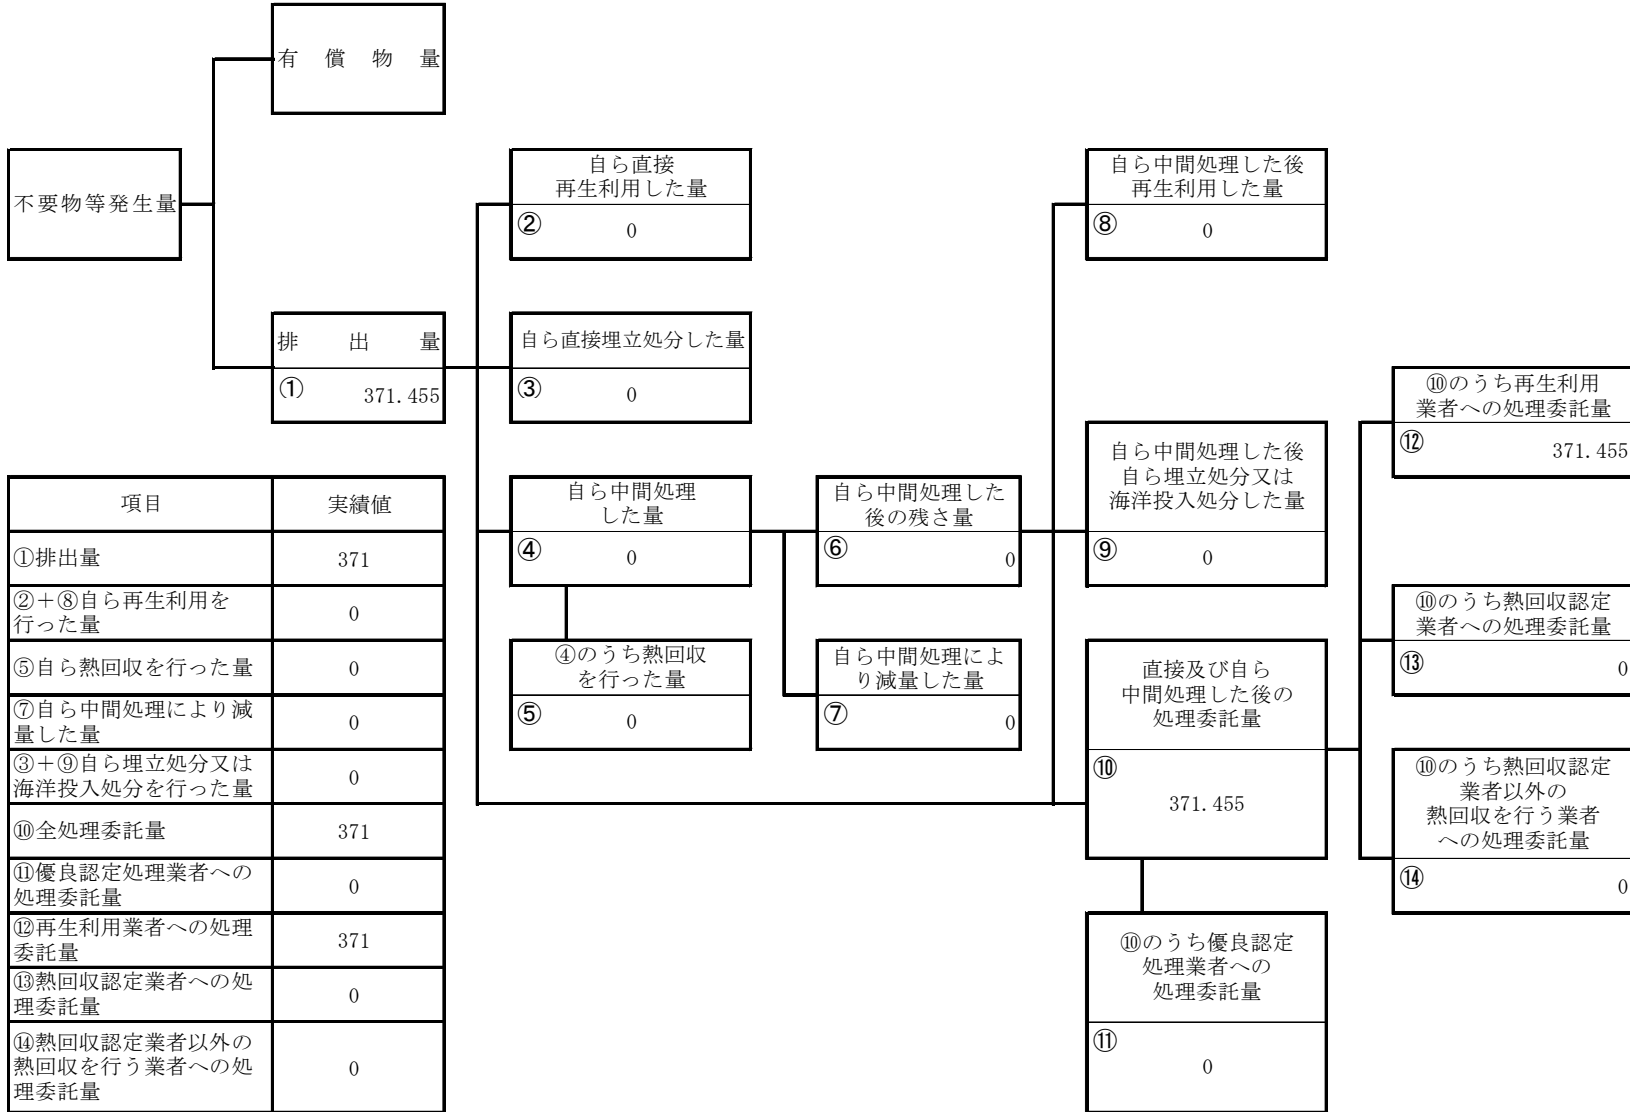 有償物量
不要物等発生量
排出量
① 371.455
自ら直接
再生利用した量
② 0
自ら直接埋立処分した量
③ 0
自ら中間処理
した量
④ 0
④のうち熱回収
を行った量
⑤ 0
自ら中間処理した
後の残さ量
⑥ 0
自ら中間処理によ
り減量した量
⑦ 0
自ら中間処理した後
再生利用した量
⑧ 0
自ら中間処理した後
自ら埋立処分又は
海洋投入処分した量
⑨ 0
直接及び自ら
中間処理した後の
処理委託量
⑩
371.455
⑩のうち優良認定
処理業者への
処理委託量
⑪
0
⑩のうち再生利用
業者への処理委託量
⑫ 371.455
⑩のうち熱回収認定
業者への処理委託量
⑬ 0
⑩のうち熱回収認定
業者以外の
熱回収を行う業者
への処理委託量
⑭ 0
項目 実績値
①排出量 371
②+⑧自ら再生利用を
行った量 0
⑤自ら熱回収を行った量 0
⑦自ら中間処理により減
量した量 0
③+⑨自ら埋立処分又は
海洋投入処分を行った量 0
⑩全処理委託量 371
⑪優良認定処理業者への
処理委託量 0
⑫再生利用業者への処理
委託量 371
⑬熱回収認定業者への処
理委託量 0
⑭熱回収認定業者以外の
熱回収を行う業者への処
理委託量 0